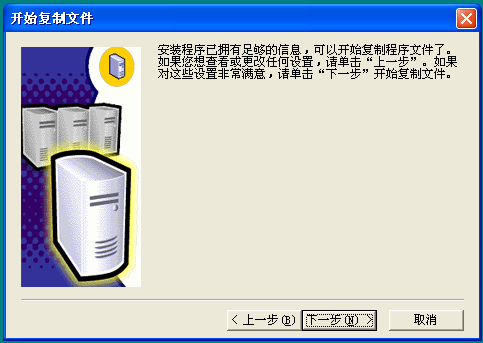 开始复制文件
安装程序已拥有足够的信息，可以开始复制程序文件了。
如果您想查看或更改任何设置，请单击“上一步”。如果
对这些设置非常满意，请单击“下一步”开始复制文件。
< 上一步(B) 下一步(N) > 取消